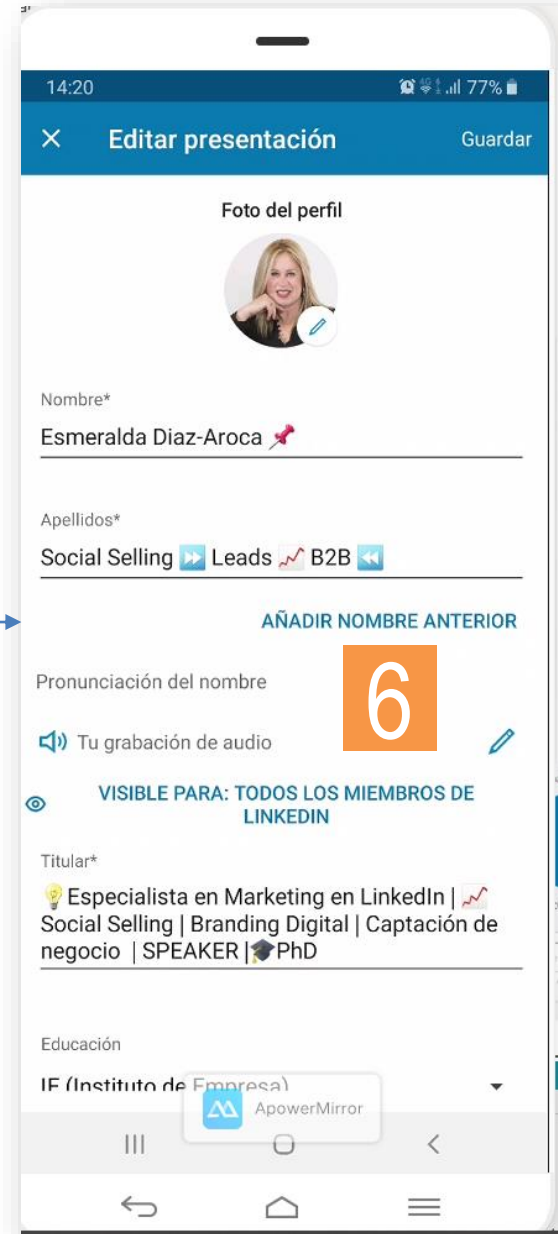 14:20
77%
Editar presentación
Guardar
Foto del perfil
Nombre*
Esmeralda Diaz-Aroca 📌
Apellidos*
Social Selling ⏩ Leads 📈 B2B ⏪
AÑADIR NOMBRE ANTERIOR
Pronunciación del nombre
6
Tu grabación de audio
VISIBLE PARA: TODOS LOS MIEMBROS DE
LINKEDIN
Titular*
💡Especialista en Marketing en LinkedIn | 📈
Social Selling | Branding Digital | Captación de
negocio | SPEAKER |🎓PhD
Educación
IE (Instituto de Empresa)
ApowerMirror